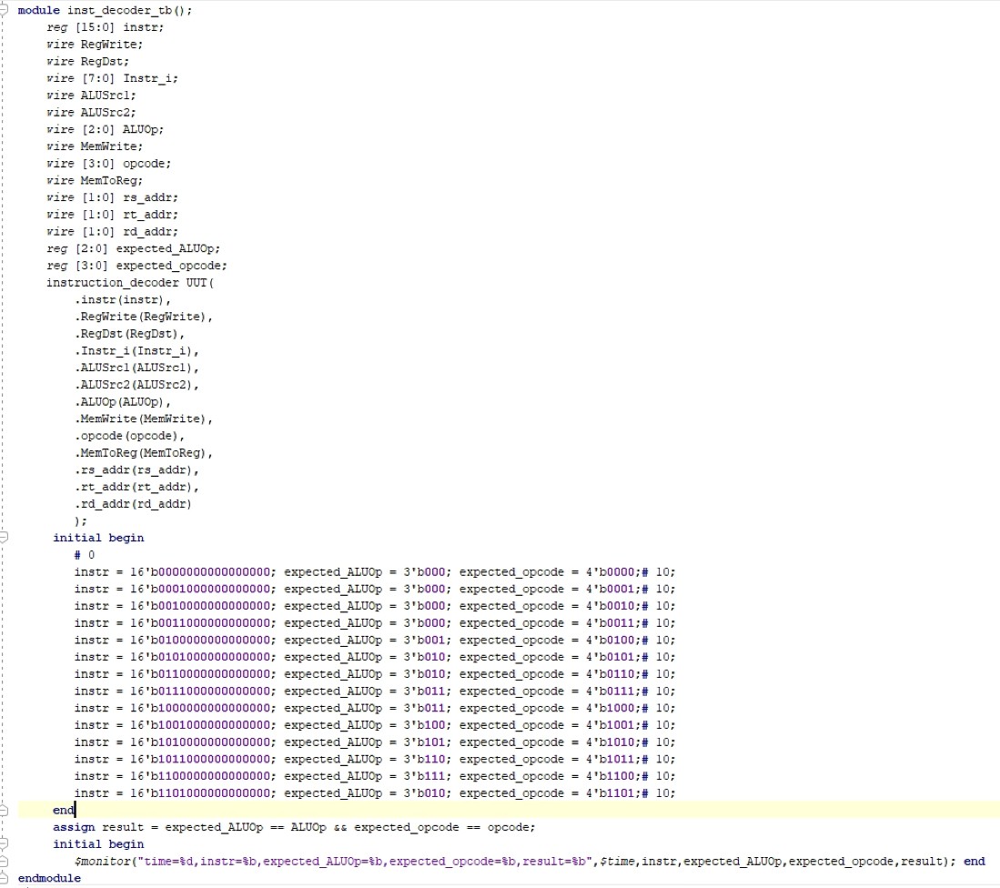 module inst_decoder_tb();
reg [15:0] instr;
wire RegWrite;
wire RegDst;
wire [7:0] Instr_i;
wire ALUSrc1;
wire ALUSrc2;
wire [2:0] ALUOp;
wire MemWrite;
wire [3:0] opcode;
wire MemToReg;
wire [1:0] rs_addr;
wire [1:0] rt_addr;
wire [1:0] rd_addr;
reg [2:0] expected_ALUOp;
reg [3:0] expected_opcode;
instruction_decoder UUT(
.instr(instr),
.RegWrite(RegWrite),
.RegDst(RegDst),
.Instr_i(Instr_i),
.ALUSrc1(ALUSrc1),
.ALUSrc2(ALUSrc2),
.ALUOp(ALUOp),
.MemWrite(MemWrite),
.opcode(opcode),
.MemToReg(MemToReg),
.rs_addr(rs_addr),
.rt_addr(rt_addr),
.rd_addr(rd_addr)
);
initial begin
# 0
instr = 16'b0000000000000000; expected_ALUOp = 3'b000; expected_opcode = 4'b0000;# 10;
instr = 16'b0001000000000000; expected_ALUOp = 3'b000; expected_opcode = 4'b0001;# 10;
instr = 16'b0010000000000000; expected_ALUOp = 3'b000; expected_opcode = 4'b0010;# 10;
instr = 16'b0011000000000000; expected_ALUOp = 3'b000; expected_opcode = 4'b0011;# 10;
instr = 16'b0100000000000000; expected_ALUOp = 3'b001; expected_opcode = 4'b0100;# 10;
instr = 16'b0101000000000000; expected_ALUOp = 3'b010; expected_opcode = 4'b0101;# 10;
instr = 16'b0110000000000000; expected_ALUOp = 3'b010; expected_opcode = 4'b0110;# 10;
instr = 16'b0111000000000000; expected_ALUOp = 3'b011; expected_opcode = 4'b0111;# 10;
instr = 16'b1000000000000000; expected_ALUOp = 3'b011; expected_opcode = 4'b1000;# 10;
instr = 16'b1001000000000000; expected_ALUOp = 3'b100; expected_opcode = 4'b1001;# 10;
instr = 16'b1010000000000000; expected_ALUOp = 3'b101; expected_opcode = 4'b1010;# 10;
instr = 16'b1011000000000000; expected_ALUOp = 3'b110; expected_opcode = 4'b1011;# 10;
instr = 16'b1100000000000000; expected_ALUOp = 3'b111; expected_opcode = 4'b1100;# 10;
instr = 16'b1101000000000000; expected_ALUOp = 3'b010; expected_opcode = 4'b1101;# 10;
end
assign result = expected_ALUOp == ALUOp && expected_opcode == opcode;
initial begin
$monitor("time=%d,instr=%b,expected_ALUOp=%b,expected_opcode=%b,result=%b",$time,instr,expected_ALUOp,expected_opcode,result); end
endmodule